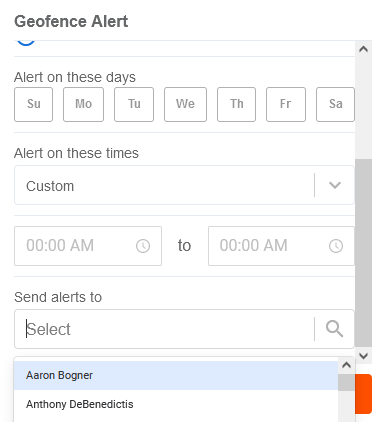 Geofence Alert
Alert on these days
Su Mo Tu We Th Fr Sa
Alert on these times
Custom
00:00 AM to 00:00 AM
Send alerts to
Select
Aaron Bogner
Anthony DeBenedictis